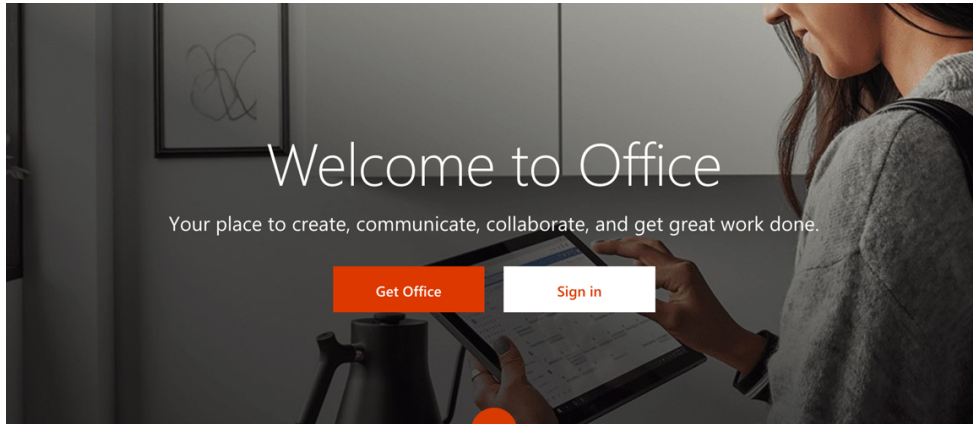 Welcome to Office
Your place to create, communicate, collaborate, and get great work done.
Get Office
Sign in